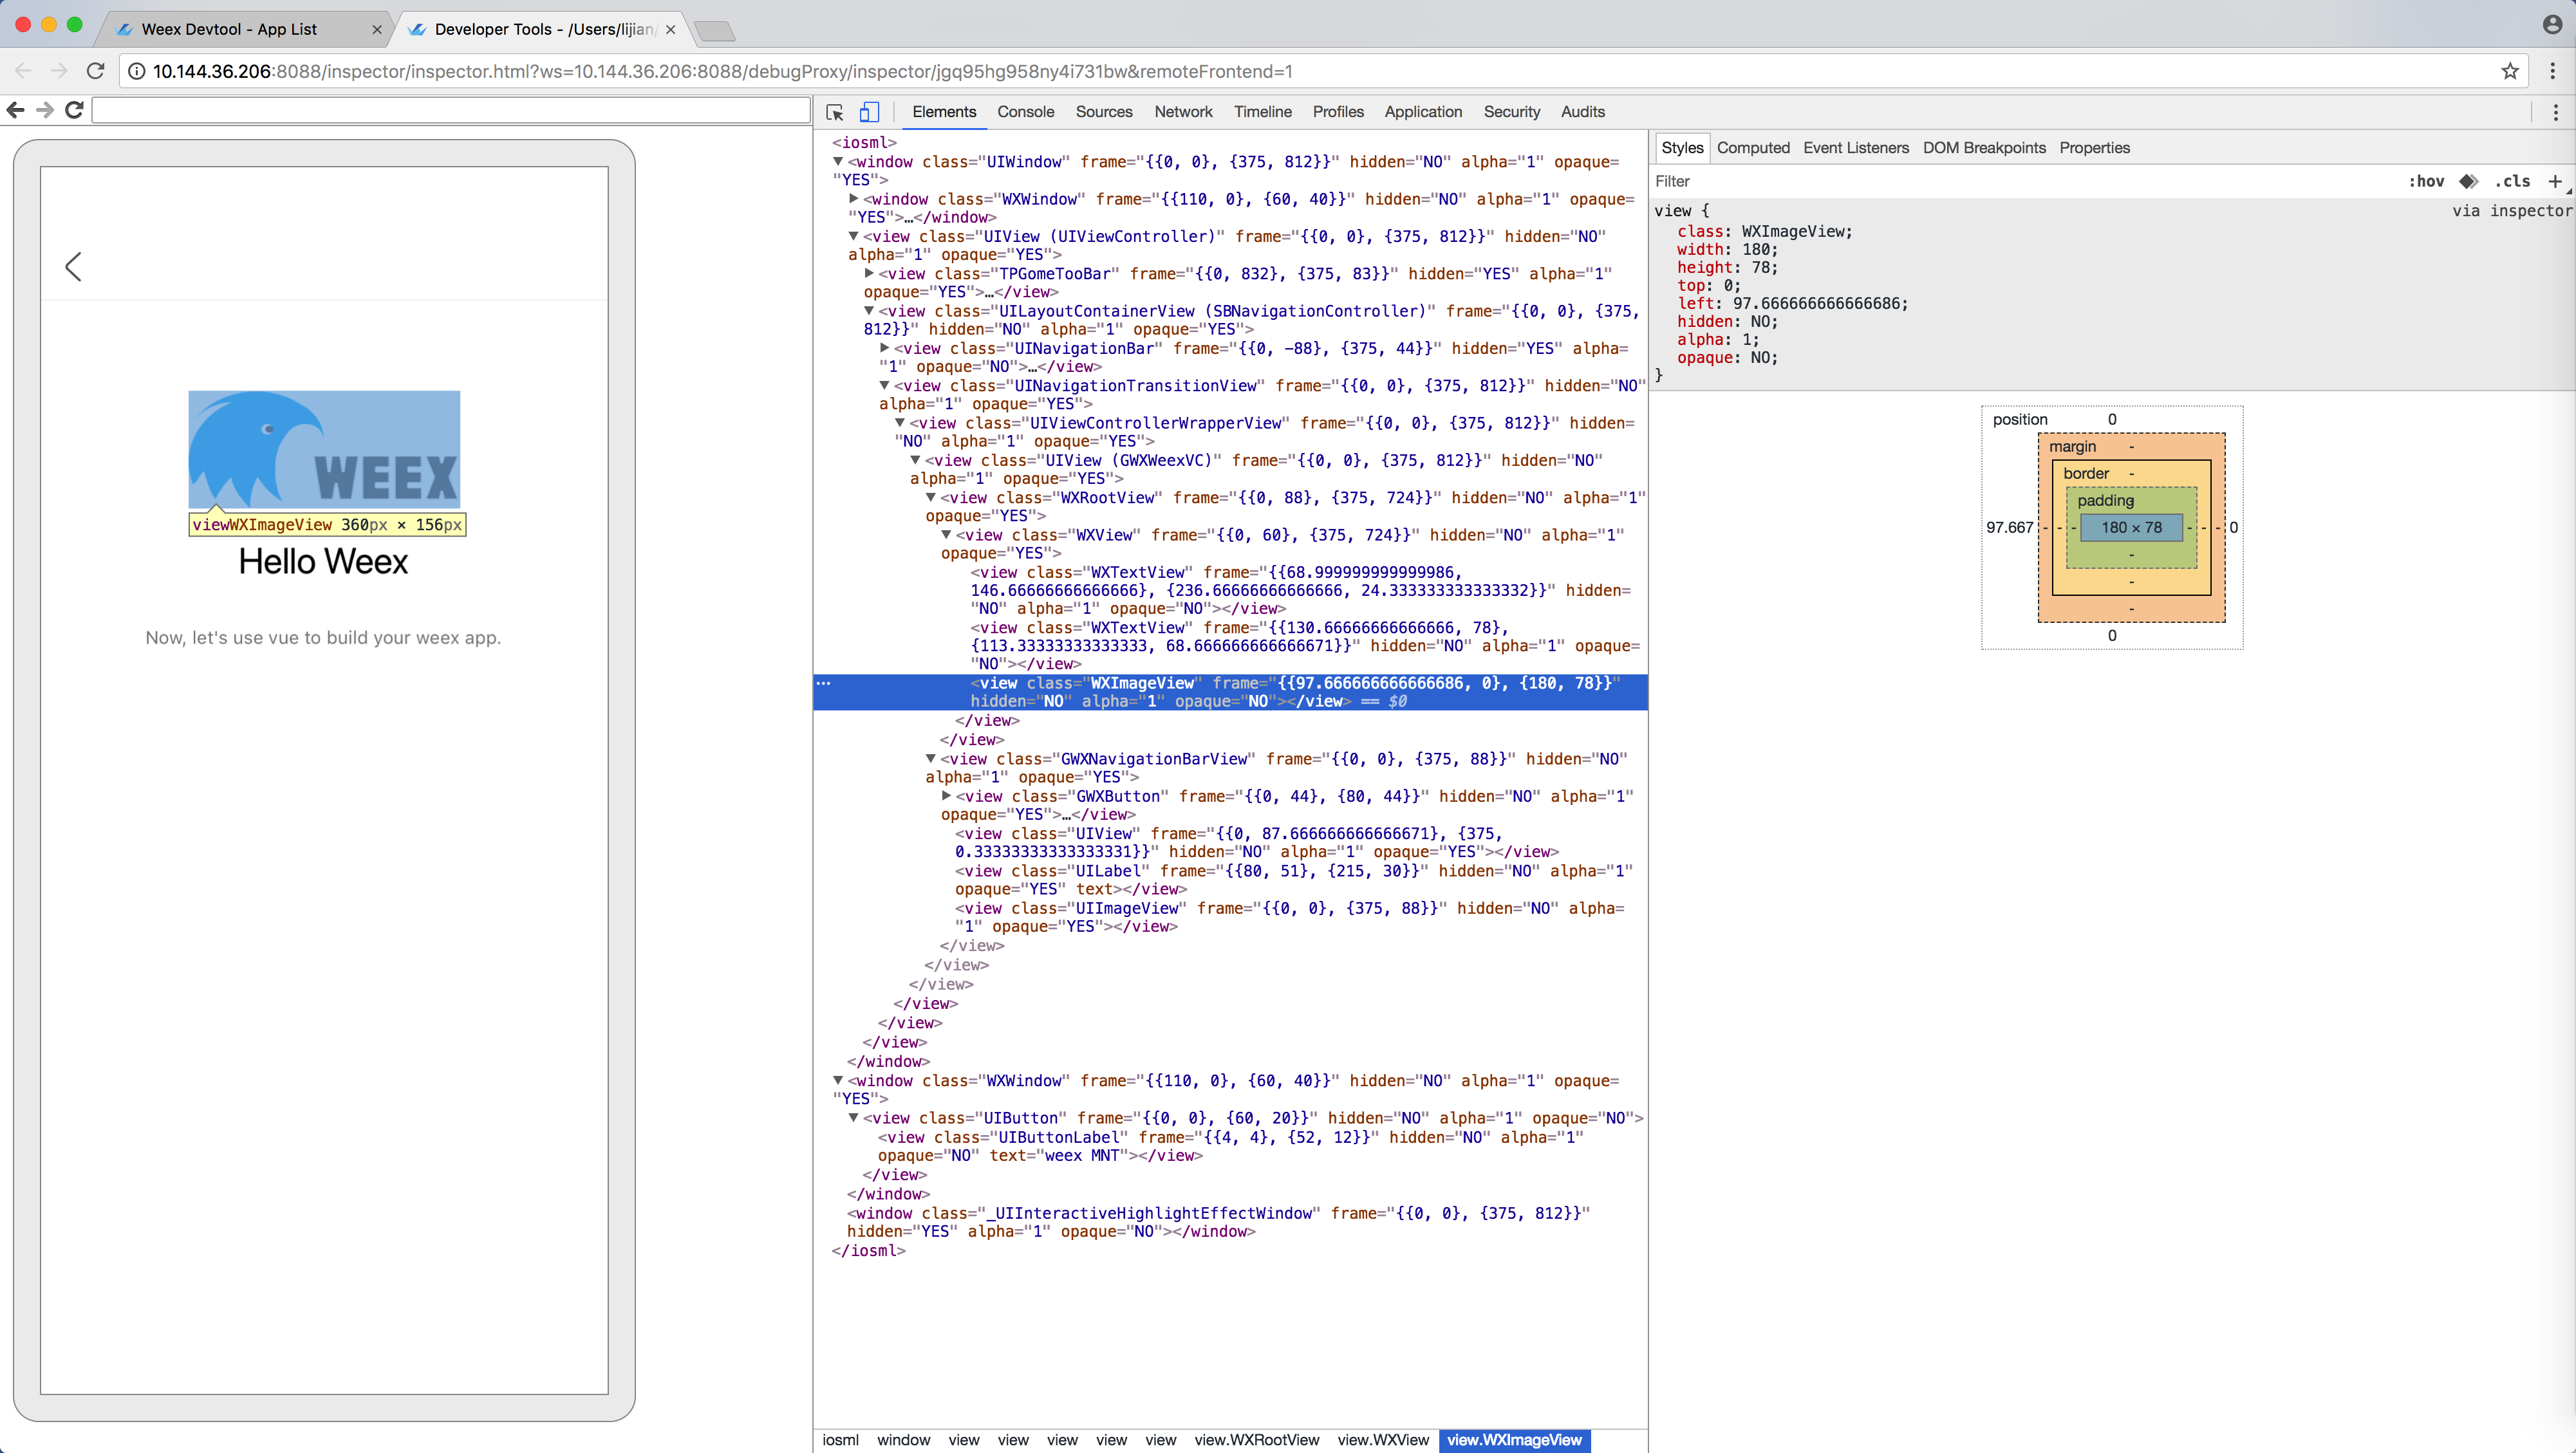 Weex Devtool - App List
Developer Tools - /Users/lijian/
10.144.36.206:8088/inspector/inspector.html?ws=10.144.36.206:8088/debugProxy/inspector/jgq95hg958ny4i731bw&remoteFrontend=1
WEEX
viewWXImageView 360px × 156px
Hello Weex
Now, let's use vue to build your weex app.
Elements Console Sources Network Timeline Profiles Application Security Audits
<iosml>
<window class="UIWindow" frame="{{0, 0}, {375, 812}}" hidden="NO" alpha="1" opaque=
"YES">
<window class="WXWindow" frame="{{110, 0}, {60, 40}}" hidden="NO" alpha="1" opaque=
"YES">…</window>
<view class="UIView (UIViewController)" frame="{{0, 0}, {375, 812}}" hidden="NO"
alpha="1" opaque="YES">
<view class="TPGomeTooBar" frame="{{0, 832}, {375, 83}}" hidden="YES" alpha="1"
opaque="YES">…</view>
<view class="UILayoutContainerView (SBNavigationController)" frame="{{0, 0}, {375,
812}}" hidden="NO" alpha="1" opaque="YES">
<view class="UINavigationBar" frame="{{0, -88}, {375, 44}}" hidden="YES" alpha=
"1" opaque="NO">…</view>
<view class="UINavigationTransitionView" frame="{{0, 0}, {375, 812}}" hidden="NO"
alpha="1" opaque="YES">
<view class="UIViewControllerWrapperView" frame="{{0, 0}, {375, 812}}" hidden=
"NO" alpha="1" opaque="YES">
<view class="UIView (GWXWeexVC)" frame="{{0, 0}, {375, 812}}" hidden="NO"
alpha="1" opaque="YES">
<view class="WXRootView" frame="{{0, 88}, {375, 724}}" hidden="NO" alpha="1"
opaque="YES">
<view class="WXView" frame="{{0, 60}, {375, 724}}" hidden="NO" alpha="1"
opaque="YES">
<view class="WXTextView" frame="{{68.999999999999986,
146.66666666666666}, {236.66666666666666, 24.333333333333332}}" hidden=
"NO" alpha="1" opaque="NO"></view>
<view class="WXTextView" frame="{{130.66666666666666, 78},
{113.33333333333333, 68.666666666666671}}" hidden="NO" alpha="1" opaque=
"NO"></view>
<view class="WXImageView" frame="{{97.666666666666686, 0}, {180, 78}}"
hidden="NO" alpha="1" opaque="NO"></view> == $0
</view>
</view>
<view class="GWXNavigationBarView" frame="{{0, 0}, {375, 88}}" hidden="NO"
alpha="1" opaque="YES">
<view class="GWXButton" frame="{{0, 44}, {80, 44}}" hidden="NO" alpha="1"
opaque="YES">…</view>
<view class="UIView" frame="{{0, 87.666666666666671}, {375,
0.33333333333333331}}" hidden="NO" alpha="1" opaque="YES"></view>
<view class="UILabel" frame="{{80, 51}, {215, 30}}" hidden="NO" alpha="1"
opaque="YES" text></view>
<view class="UIImageView" frame="{{0, 0}, {375, 88}}" hidden="NO" alpha=
"1" opaque="YES"></view>
</view>
</view>
</view>
</view>
</view>
</view>
</window>
<window class="WXWindow" frame="{{110, 0}, {60, 40}}" hidden="NO" alpha="1" opaque=
"YES">
<view class="UIButton" frame="{{0, 0}, {60, 20}}" hidden="NO" alpha="1" opaque="NO">
<view class="UIButtonLabel" frame="{{4, 4}, {52, 12}}" hidden="NO" alpha="1"
opaque="NO" text="weex MNT"></view>
</view>
</window>
<window class="_UIInteractiveHighlightEffectWindow" frame="{{0, 0}, {375, 812}}"
hidden="YES" alpha="1" opaque="NO"></window>
</iosml>
iosml window view view view view view view.WXRootView view.WXView view.WXImageView
Styles Computed Event Listeners DOM Breakpoints Properties
Filter :hov .cls +
view { via inspector
class: WXImageView;
width: 180;
height: 78;
top: 0;
left: 97.666666666666686;
hidden: NO;
alpha: 1;
opaque: NO;
}
position 0
margin -
border -
padding -
97.667 - - - 180 × 78 - - - 0
-
-
-
0